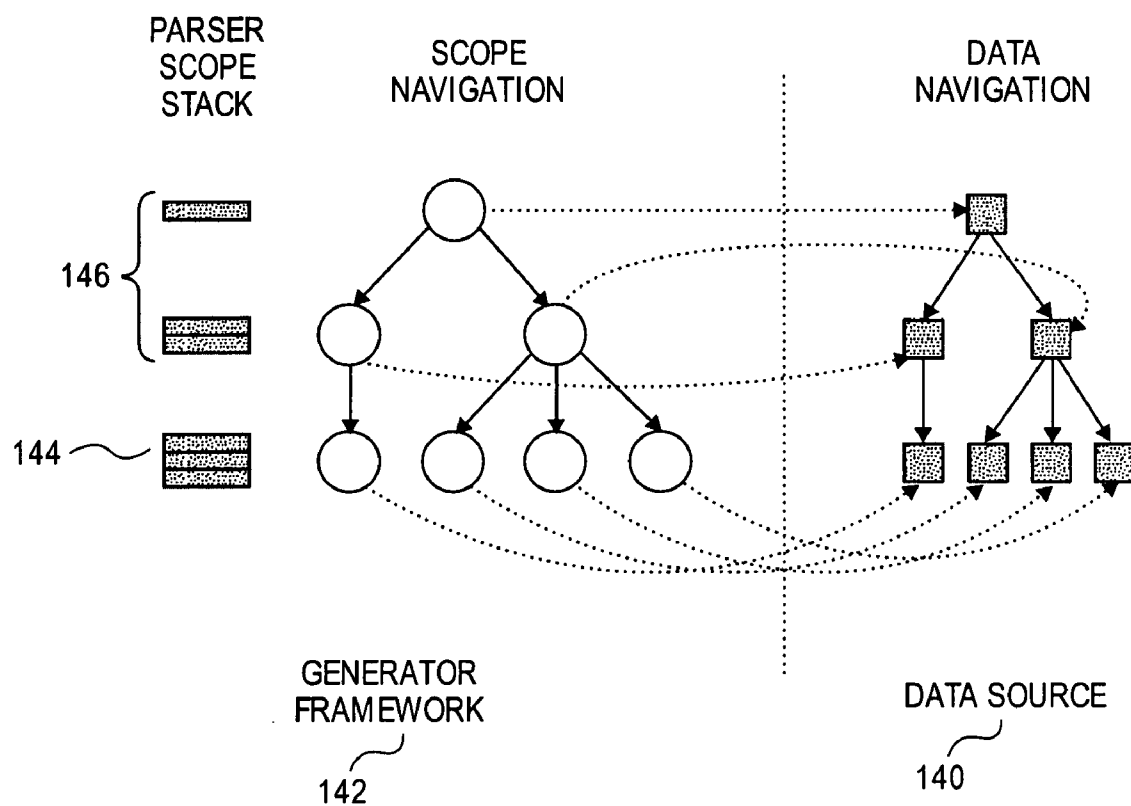 PARSER
SCOPE
STACK
SCOPE
NAVIGATION
DATA
NAVIGATION
146
144
GENERATOR
FRAMEWORK
142
DATA SOURCE
140